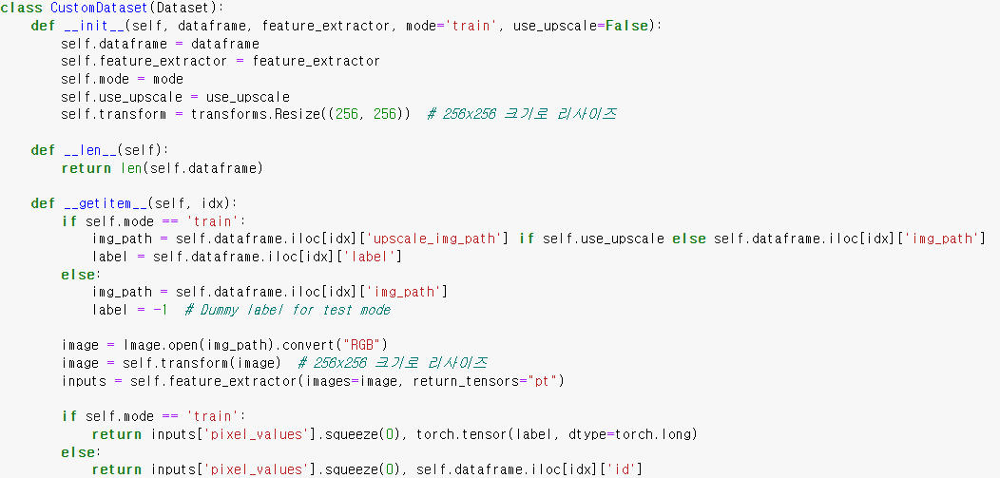 class CustomDataset(Dataset):
    def __init__(self, dataframe, feature_extractor, mode='train', use_upscale=False):
        self.dataframe = dataframe
        self.feature_extractor = feature_extractor
        self.mode = mode
        self.use_upscale = use_upscale
        self.transform = transforms.Resize((256, 256))  # 256x256 크기로 리사이즈

    def __len__(self):
        return len(self.dataframe)

    def __getitem__(self, idx):
        if self.mode == 'train':
            img_path = self.dataframe.iloc[idx]['upscale_img_path'] if self.use_upscale else self.dataframe.iloc[idx]['img_path']
            label = self.dataframe.iloc[idx]['label']
        else:
            img_path = self.dataframe.iloc[idx]['img_path']
            label = -1  # Dummy label for test mode

        image = Image.open(img_path).convert("RGB")
        image = self.transform(image)  # 256x256 크기로 리사이즈
        inputs = self.feature_extractor(images=image, return_tensors="pt")

        if self.mode == 'train':
            return inputs['pixel_values'].squeeze(0), torch.tensor(label, dtype=torch.long)
        else:
            return inputs['pixel_values'].squeeze(0), self.dataframe.iloc[idx]['id']